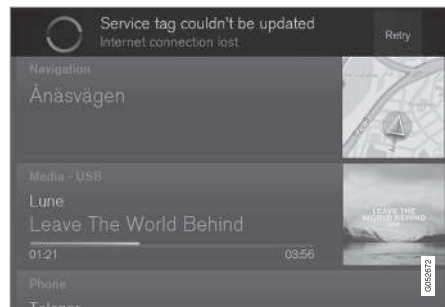 Service tag couldn't be updated
Internet connection lost
Retry
Navigation
Ånäsvägen
Media - USB
Lune
Leave The World Behind
01:21
03:56
LEAVE THE
WORLD BEHIND
Phone
G052672